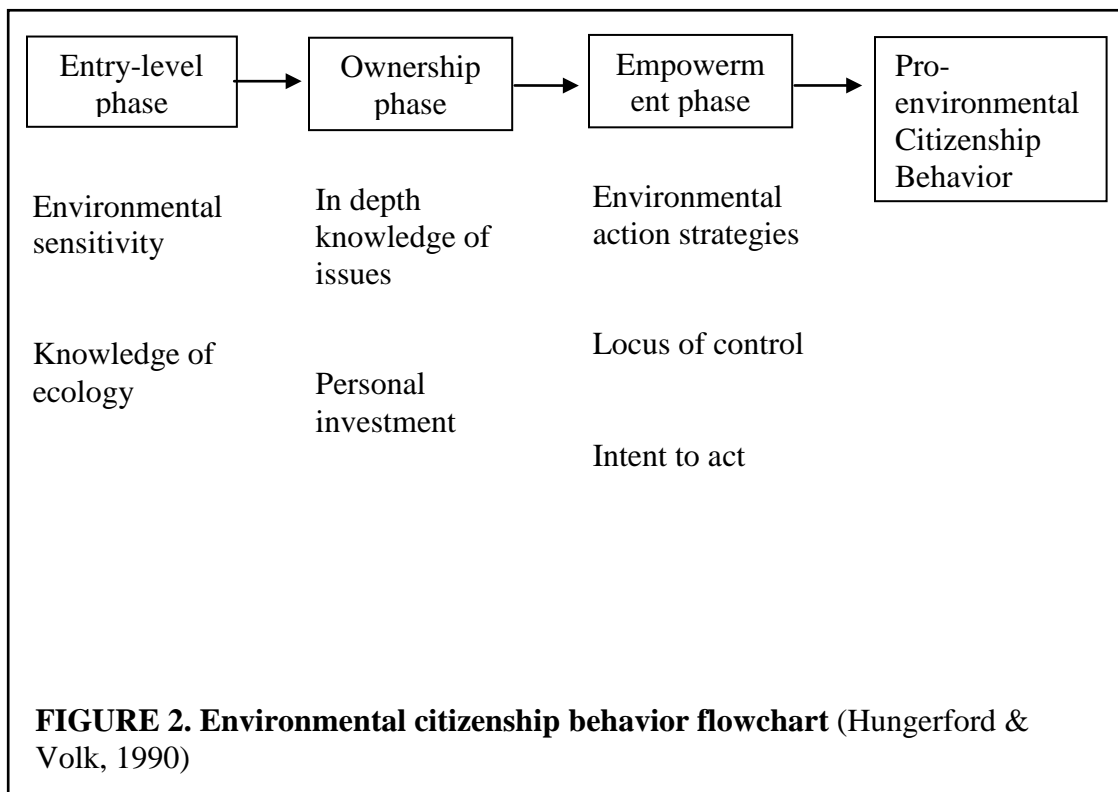 Entry-level
phase
Ownership
phase
Empowerm
ent phase
Pro-
environmental
Citizenship
Behavior
Environmental
sensitivity
Knowledge of
ecology
In depth
knowledge of
issues
Personal
investment
Environmental
action strategies
Locus of control
Intent to act
FIGURE 2. Environmental citizenship behavior flowchart (Hungerford &
Volk, 1990)